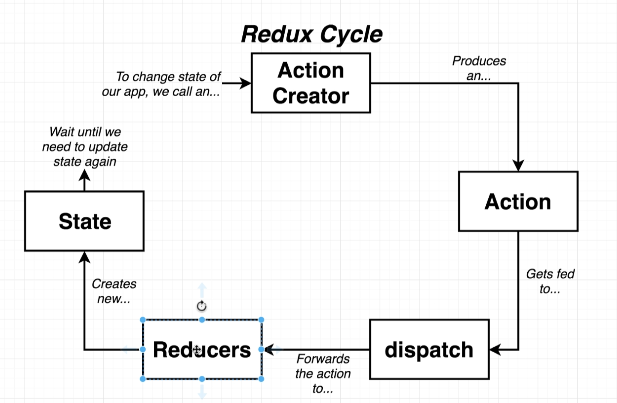 Redux Cycle
To change state of
our app, we call an...
Action
Creator
Produces
an...
Action
Gets fed
to...
dispatch
Forwards
the action
to...
Reducers
Creates
new...
State
Wait until we
need to update
state again